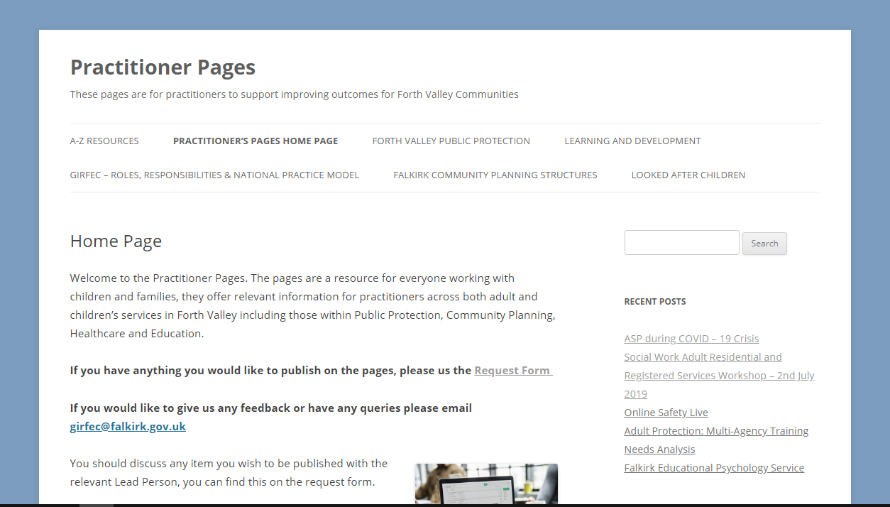 Practitioner Pages
These pages are for practitioners to support improving outcomes for Forth Valley Communities
A-Z RESOURCES PRACTITIONER'S PAGES HOME PAGE FORTH VALLEY PUBLIC PROTECTION LEARNING AND DEVELOPMENT
GIRFEC – ROLES, RESPONSIBILITIES & NATIONAL PRACTICE MODEL FALKIRK COMMUNITY PLANNING STRUCTURES LOOKED AFTER CHILDREN
Home Page
Welcome to the Practitioner Pages. The pages are a resource for everyone working with
children and families, they offer relevant information for practitioners across both adult and
children's services in Forth Valley including those within Public Protection, Community Planning,
Healthcare and Education.
If you have anything you would like to publish on the pages, please us the Request Form
If you would like to give us any feedback or have any queries please email
girfec@falkirk.gov.uk
You should discuss any item you wish to be published with the
relevant Lead Person, you can find this on the request form.
Search
RECENT POSTS
ASP during COVID – 19 Crisis
Social Work Adult Residential and
Registered Services Workshop – 2nd July
2019
Online Safety Live
Adult Protection: Multi-Agency Training
Needs Analysis
Falkirk Educational Psychology Service